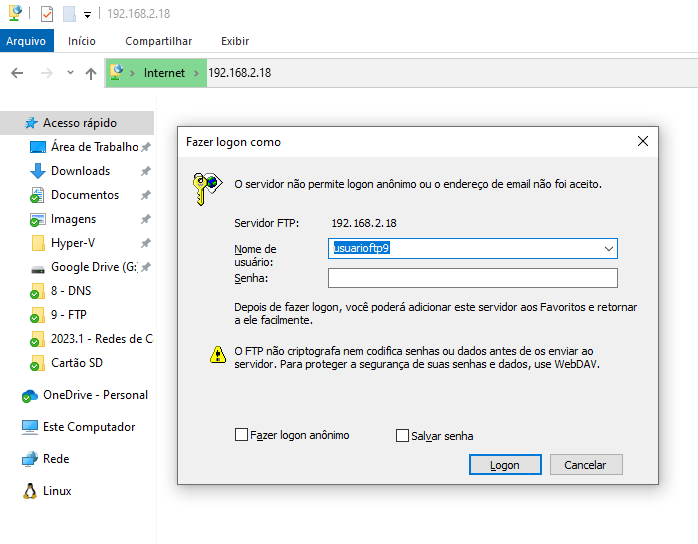 192.168.2.18
Arquivo Início Compartilhar Exibir
Internet 192.168.2.18
Acesso rápido
Área de Trabalho
Downloads
Documentos
Imagens
Hyper-V
Google Drive (G:
8 - DNS
9 - FTP
2023.1 - Redes de C
Cartão SD
OneDrive - Personal
Este Computador
Rede
Linux
Fazer logon como
O servidor não permite logon anônimo ou o endereço de email não foi aceito.
Servidor FTP: 192.168.2.18
Nome de usuário: usuarioftp9
Senha:
Depois de fazer logon, você poderá adicionar este servidor aos Favoritos e retornar
a ele facilmente.
O FTP não criptografa nem codifica senhas ou dados antes de os enviar ao
servidor. Para proteger a segurança de suas senhas e dados, use WebDAV.
Fazer logon anônimo Salvar senha
Logon Cancelar